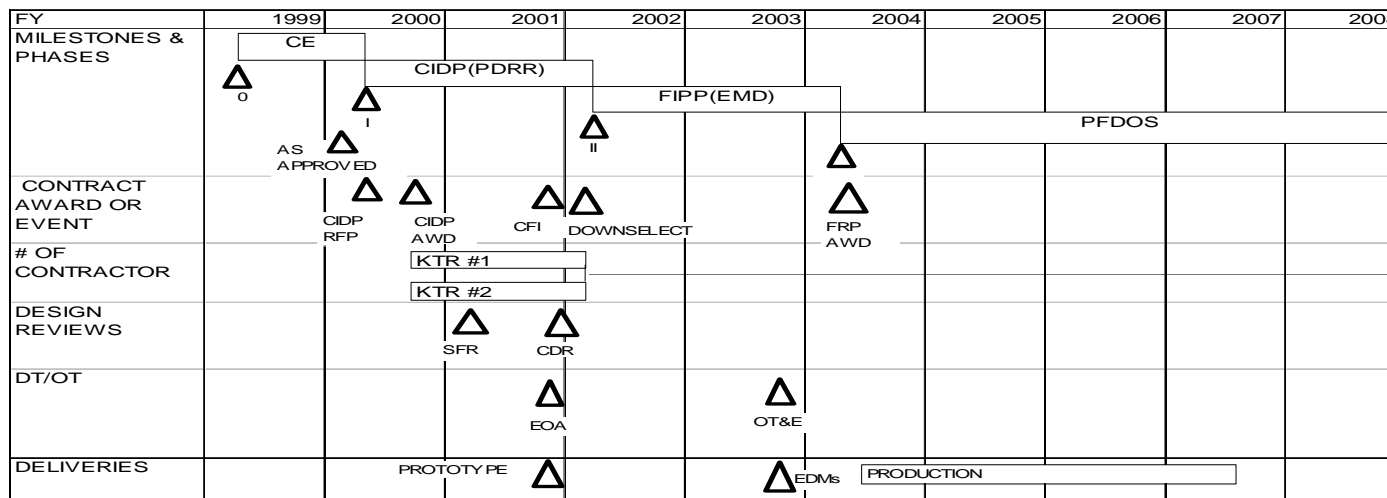 FY 1999 2000 2001 2002 2003 2004 2005 2006 2007
MILESTONES &
PHASES
CE
CIDP(PDRR)
FIPP(EMD)
PFDOS
0
I
II
AS
APPROVED
CONTRACT
AWARD OR
EVENT
CIDP
RFP
CIDP
AWD
CFI
DOWNSELECT
FRP
AWD
# OF
CONTRACTOR
KTR #1
KTR #2
DESIGN
REVIEWS
SFR
CDR
DT/OT
EOA
OT&E
DELIVERIES
PROTOTYPE
EDMs
PRODUCTION